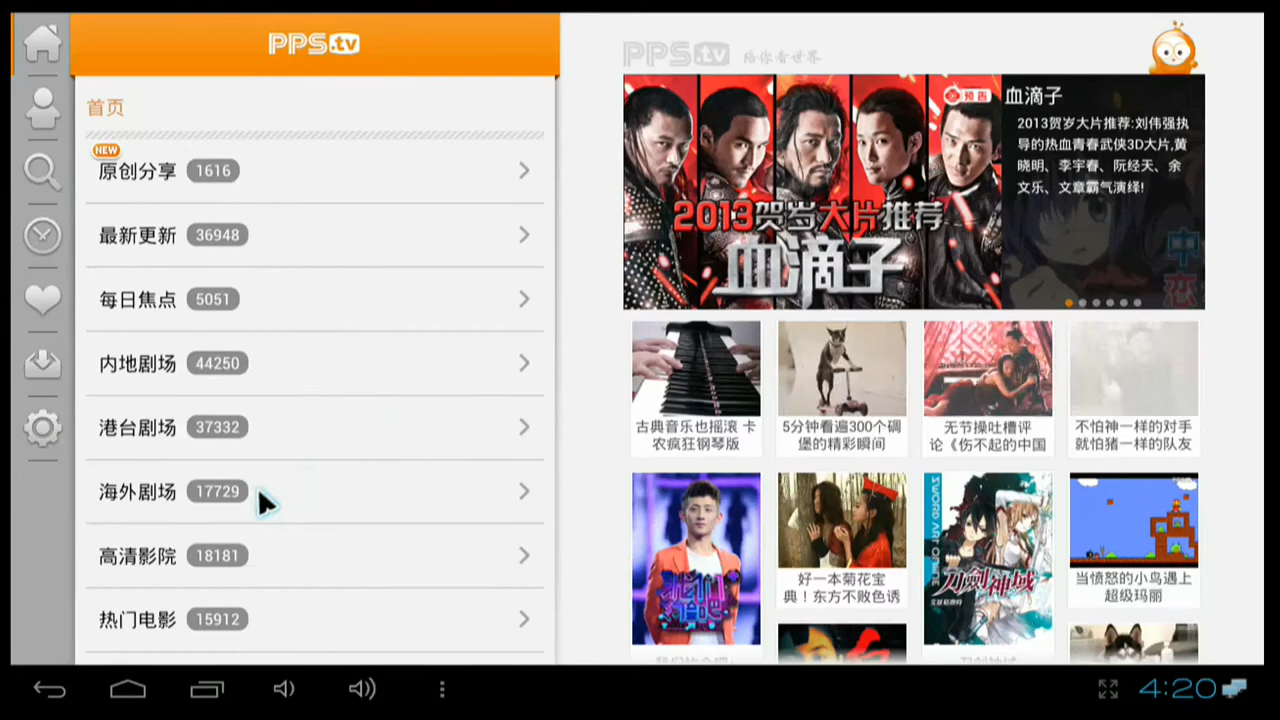 PPS.tv
首页
NEW
原创分享 1616
最新更新 36948
每日焦点 5051
内地剧场 44250
港台剧场 37332
海外剧场 17729
高清影院 18181
热门电影 15912
PPS.tv 陪你看世界
预告
2013贺岁大片推荐
血滴子
血滴子
2013贺岁大片推荐:刘伟强执
导的热血青春武侠3D大片,黄
晓明、李宇春、阮经天、余
文乐、文章霸气演绎!
中
恋
古典音乐也摇滚 卡
农疯狂钢琴版
5分钟看遍300个碉
堡的精彩瞬间
无节操吐槽评
论《伤不起的中国
不怕神一样的对手
就怕猪一样的队友
我们约会吧
好一本菊花宝
典！东方不败色诱
SWORD ART ONLINE
刀剑神域
当愤怒的小鸟遇上
超级玛丽
4:20